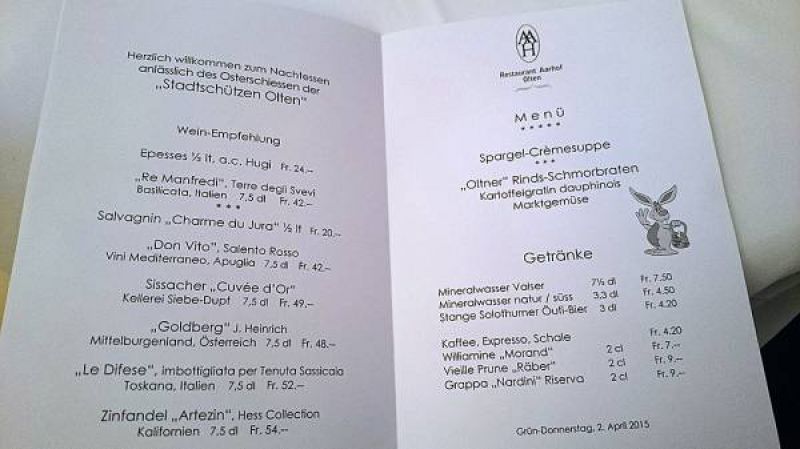 Herzlich willkommen zum Nachtessen
anlässlich des Osterschiessen der
„Stadtschützen Olten“
Wein-Empfehlung
Epesses ½ lt, a.c. Hugi Fr. 24.--
„Re Manfredi“, Terre degli Svevi
Basilicata, Italien 7,5 dl Fr. 42.--
* * *
Salvagnin „Charme du Jura“ ½ lt Fr. 20.--
„Don Vito“, Salento Rosso
Vini Mediterraneo, Apuglia 7,5 dl Fr. 42.--
Sissacher „Cuvée d’Or“
Kellerei Siebe-Dupf 7,5 dl Fr. 49.--
„Goldberg“ J. Heinrich
Mittelburgenland, Österreich 7,5 dl Fr. 48.--
„Le Difese“, imbottigliata per Tenuta Sassicaia
Toskana, Italien 7,5 dl Fr. 52.--
Zinfandel „Artezin“, Hess Collection
Kalifornien 7,5 dl Fr. 54.--
AA
H
Restaurant Aarhof
Olten
Menü
* * * * *
Spargel-Crèmesuppe
* * *
„Oltner“ Rinds-Schmorbraten
Kartoffelgratin dauphinois
Marktgemüse
Getränke
Mineralwasser Valser 7½ dl Fr. 7.50
Mineralwasser natur / süss 3,3 dl Fr. 4.50
Stange Solothurner Öufi-Bier 3 dl Fr. 4.20
Kaffee, Expresso, Schale Fr. 4.20
Williamine „Morand“ 2 cl Fr. 7.--
Vieille Prune „Räber“ 2 cl Fr. 9.--
Grappa „Nardini“ Riserva 2 cl Fr. 9.--
Grün-Donnerstag, 2. April 2015